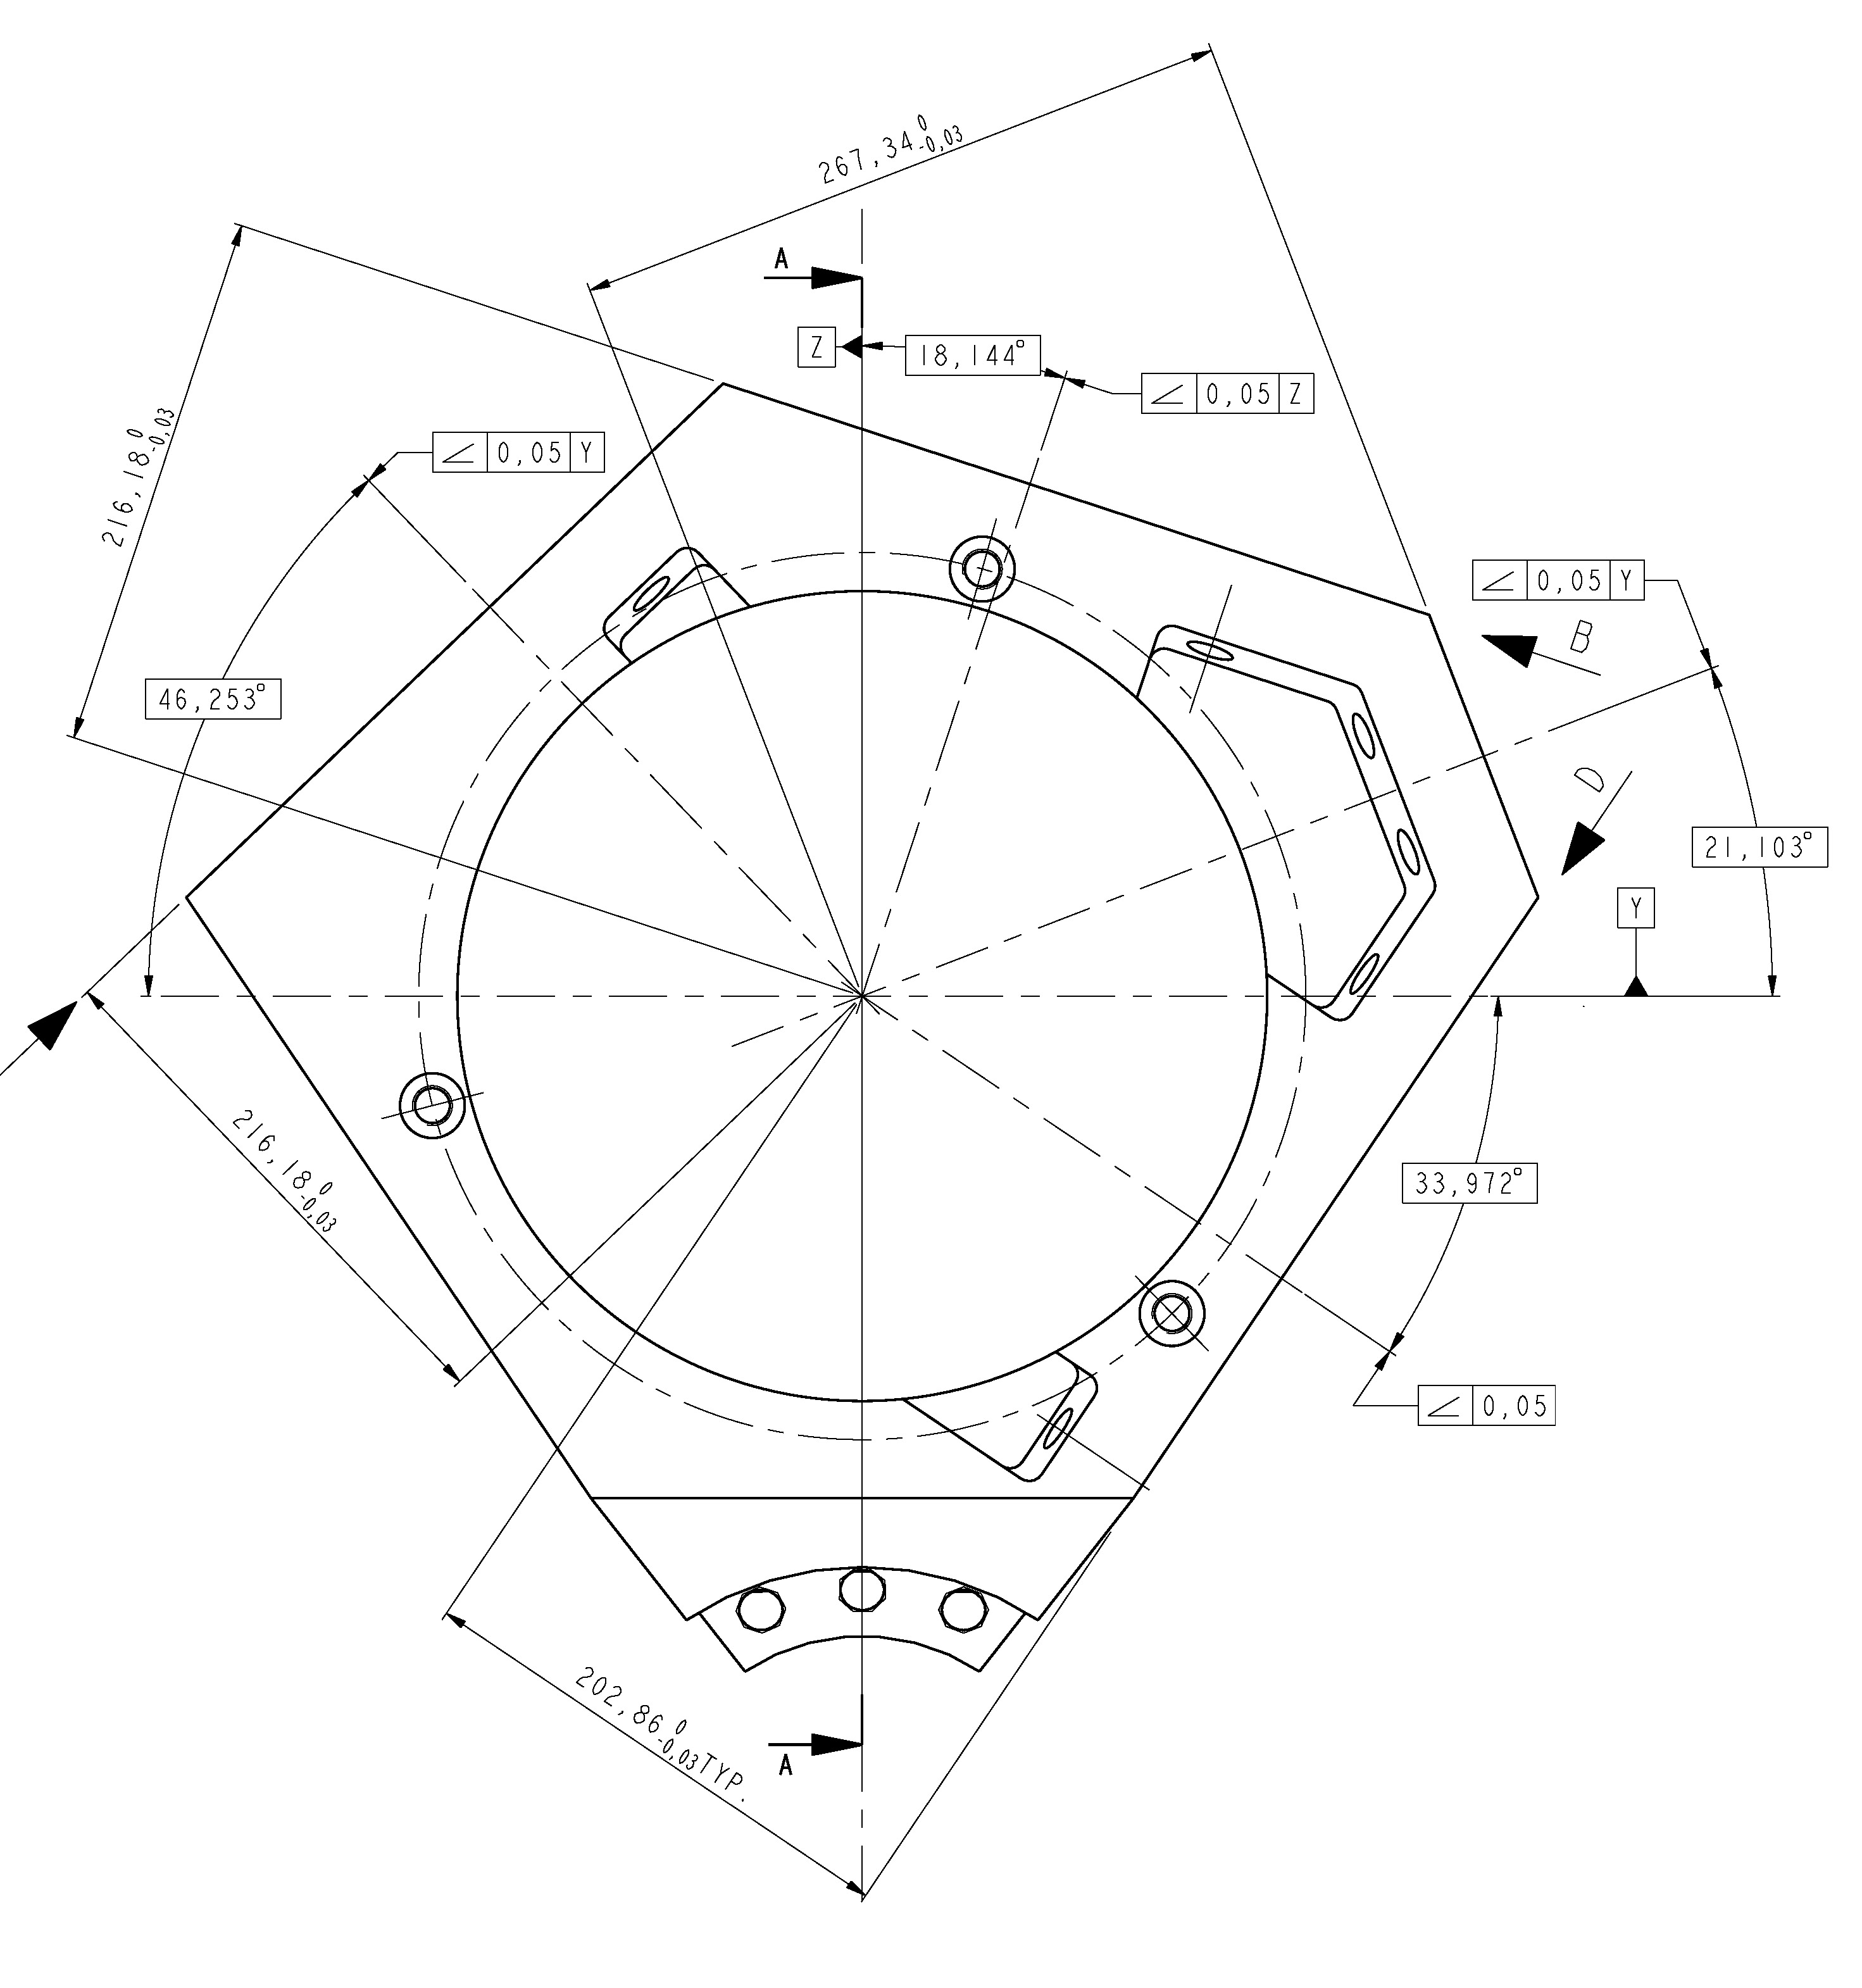 267,34 0 -0,03
A
Z
18,144°
∠ 0,05 Z
216,18 0 -0,03
∠ 0,05 Y
∠ 0,05 Y
B
46,253°
D
21,103°
Y
216,18 0 -0,03
33,972°
∠ 0,05
202,86 0 -0,03 TYP.
A